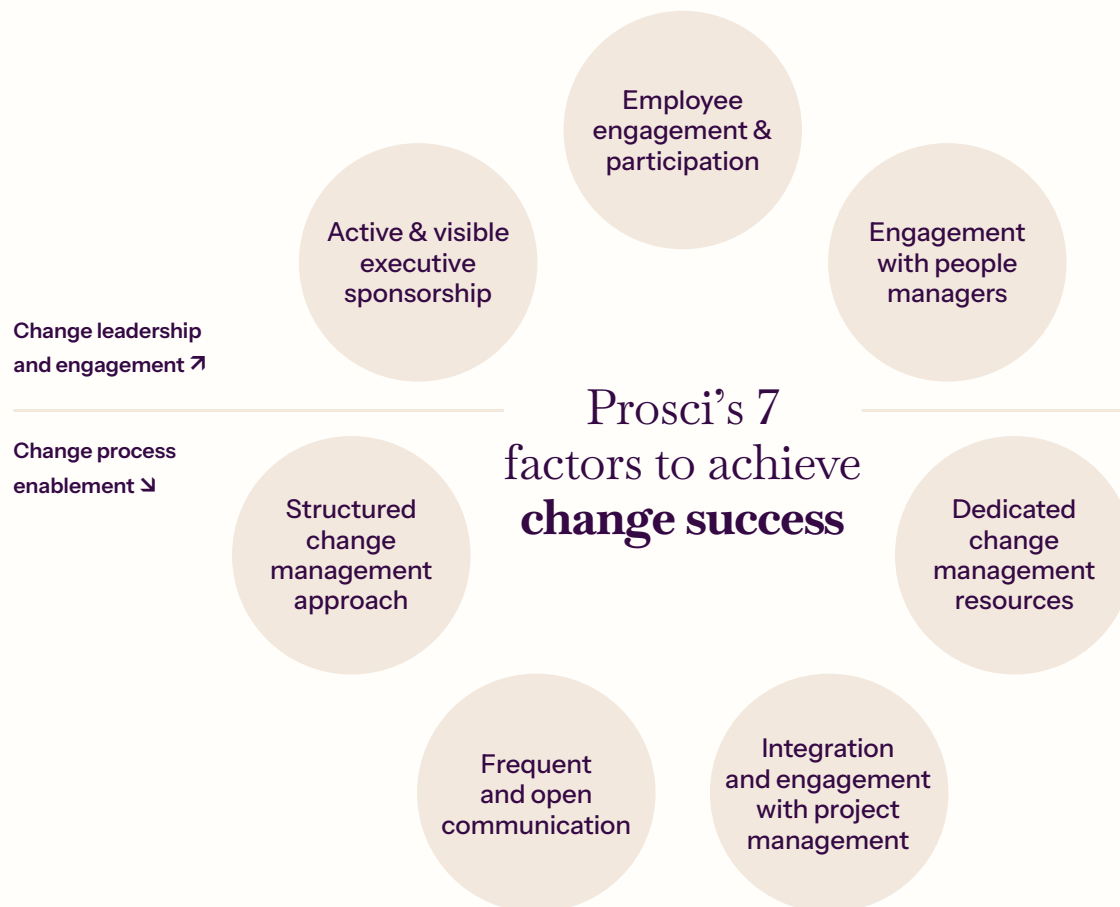 Employee
engagement &
participation
Active & visible
executive
sponsorship
Engagement
with people
managers
Change leadership
and engagement ↗
Prosci’s 7
factors to achieve
change success
Change process
enablement ↘
Structured
change
management
approach
Dedicated
change
management
resources
Frequent
and open
communication
Integration
and engagement
with project
management